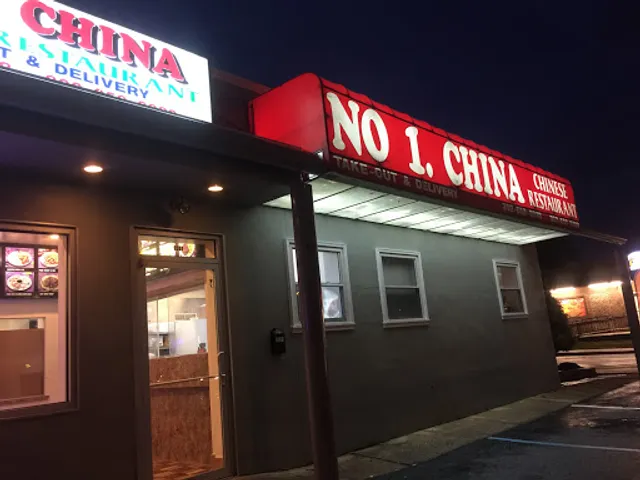 CHINA
RESTAURANT
T & DELIVERY
NO 1. CHINA
CHINESE
RESTAURANT
TAKE-OUT & DELIVERY